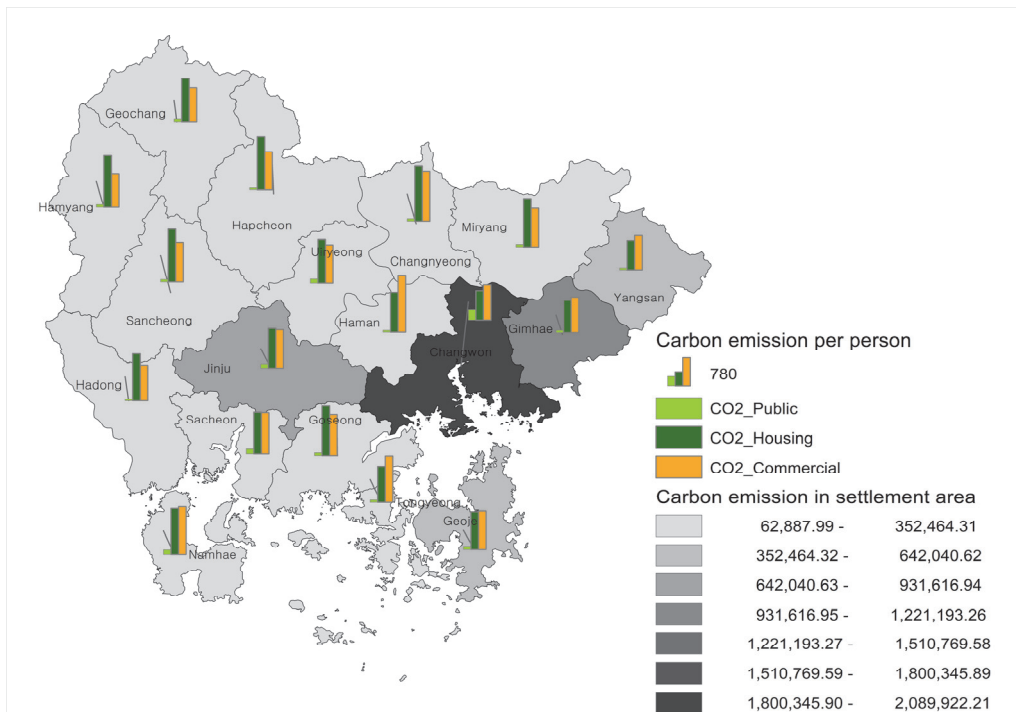 Geochang
Hamyang
Hapcheon
Miryang
Uiryeong
Changnyeong
Yangsan
Sancheong
Haman
Gimhae
Changwon
Jinju
Hadong
Sacheon
Goseong
Tongyeong
Geoje
Namhae
Carbon emission per person
780
CO2_Public
CO2_Housing
CO2_Commercial
Carbon emission in settlement area
62,887.99 - 352,464.31
352,464.32 - 642,040.62
642,040.63 - 931,616.94
931,616.95 - 1,221,193.26
1,221,193.27 - 1,510,769.58
1,510,769.59 - 1,800,345.89
1,800,345.90 - 2,089,922.21